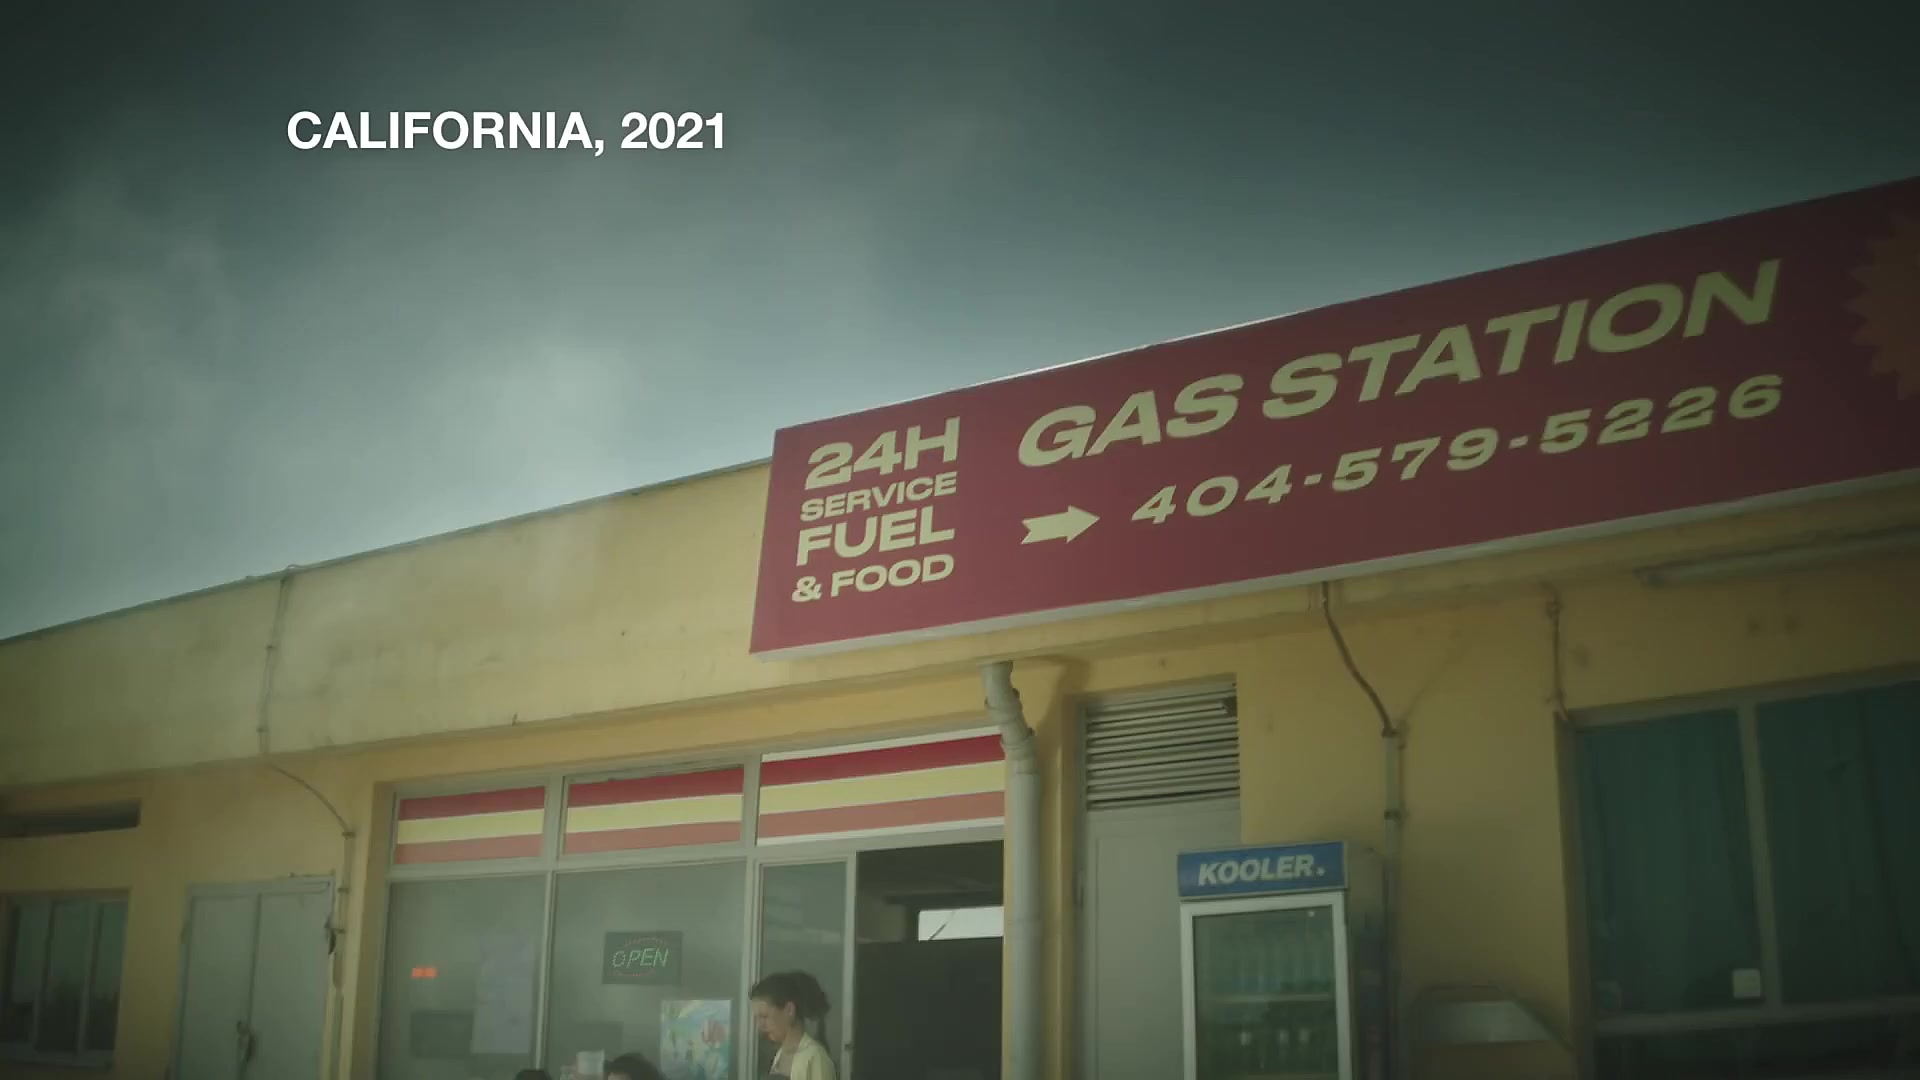 CALIFORNIA, 2021
24H
SERVICE
FUEL
& FOOD
GAS STATION
404-579-5226
KOOLER.
OPEN